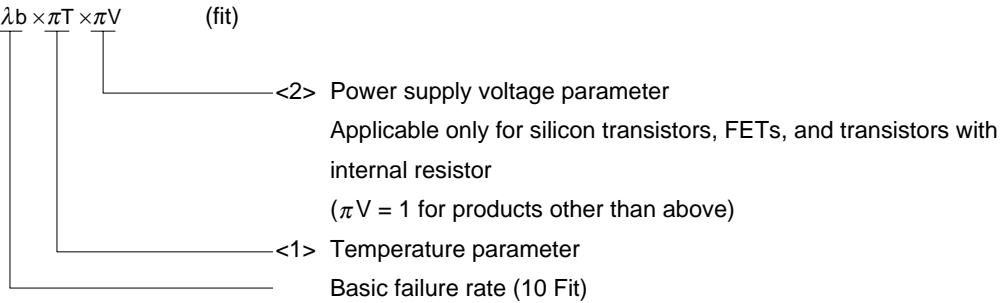 λb ×πT ×πV (fit)
<2> Power supply voltage parameter
Applicable only for silicon transistors, FETs, and transistors with
internal resistor
(πV = 1 for products other than above)
<1> Temperature parameter
Basic failure rate (10 Fit)